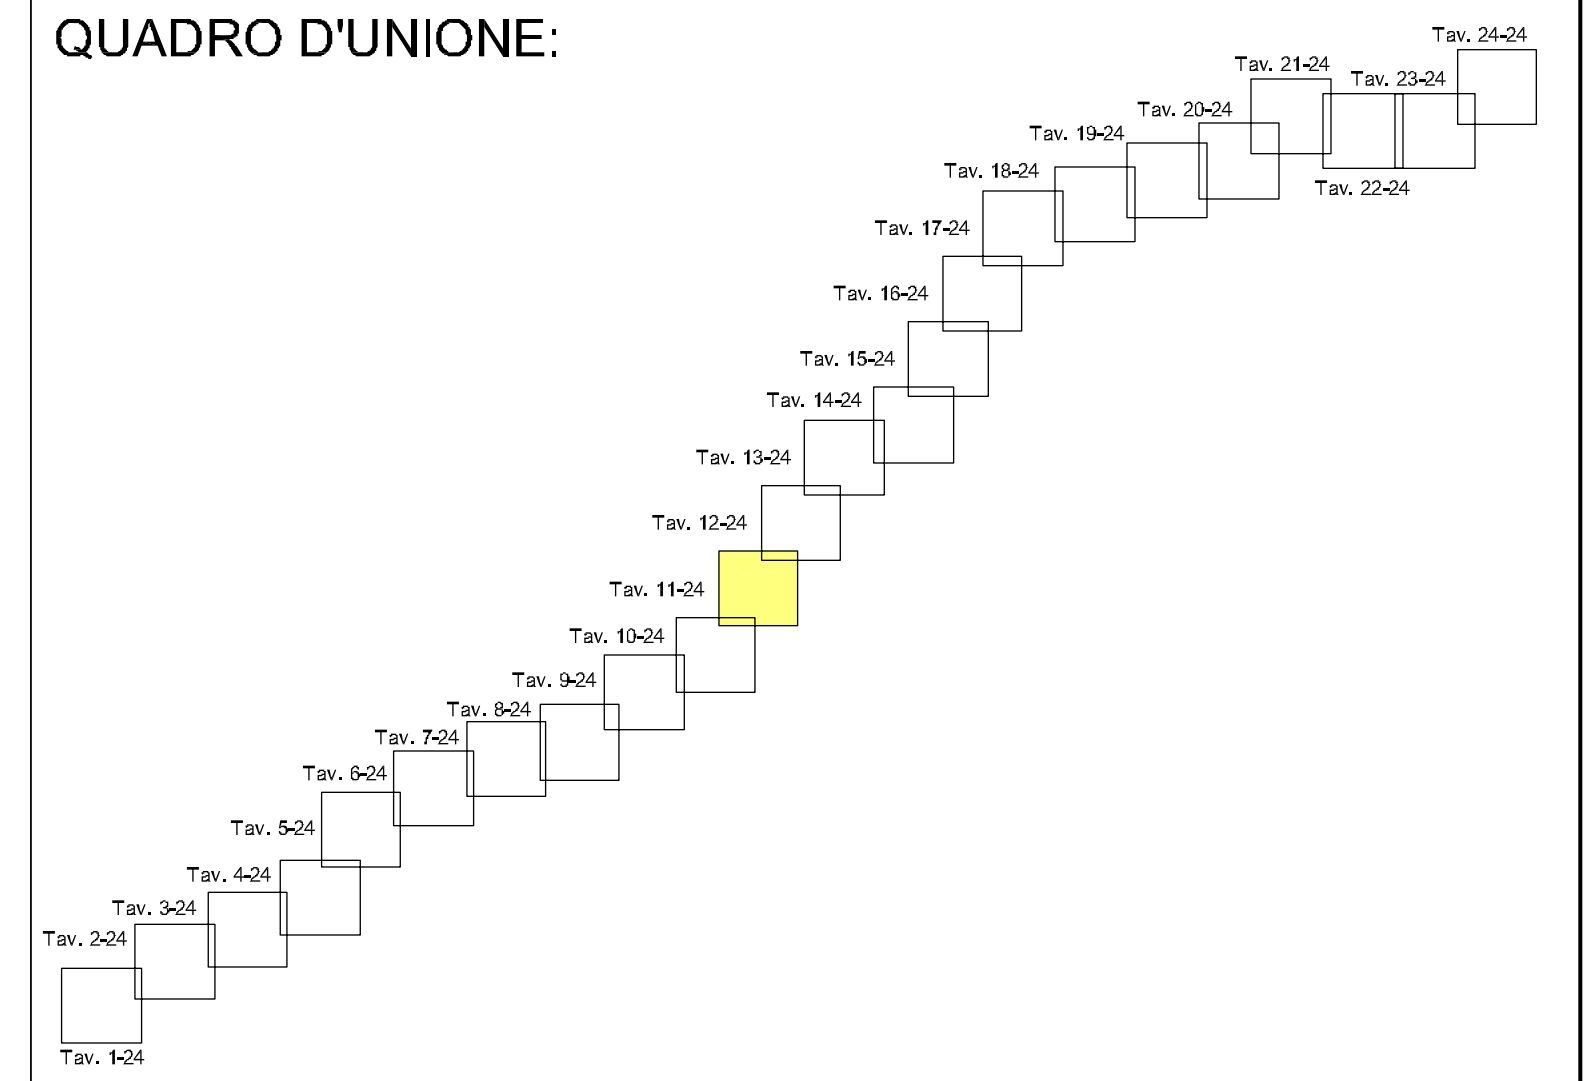 QUADRO D'UNIONE:
Tav. 24-24
Tav. 21-24
Tav. 23-24
Tav. 20-24
Tav. 19-24
Tav. 18-24
Tav. 22-24
Tav. 17-24
Tav. 16-24
Tav. 15-24
Tav. 14-24
Tav. 13-24
Tav. 12-24
Tav. 11-24
Tav. 10-24
Tav. 9-24
Tav. 8-24
Tav. 7-24
Tav. 6-24
Tav. 5-24
Tav. 4-24
Tav. 3-24
Tav. 2-24
Tav. 1-24